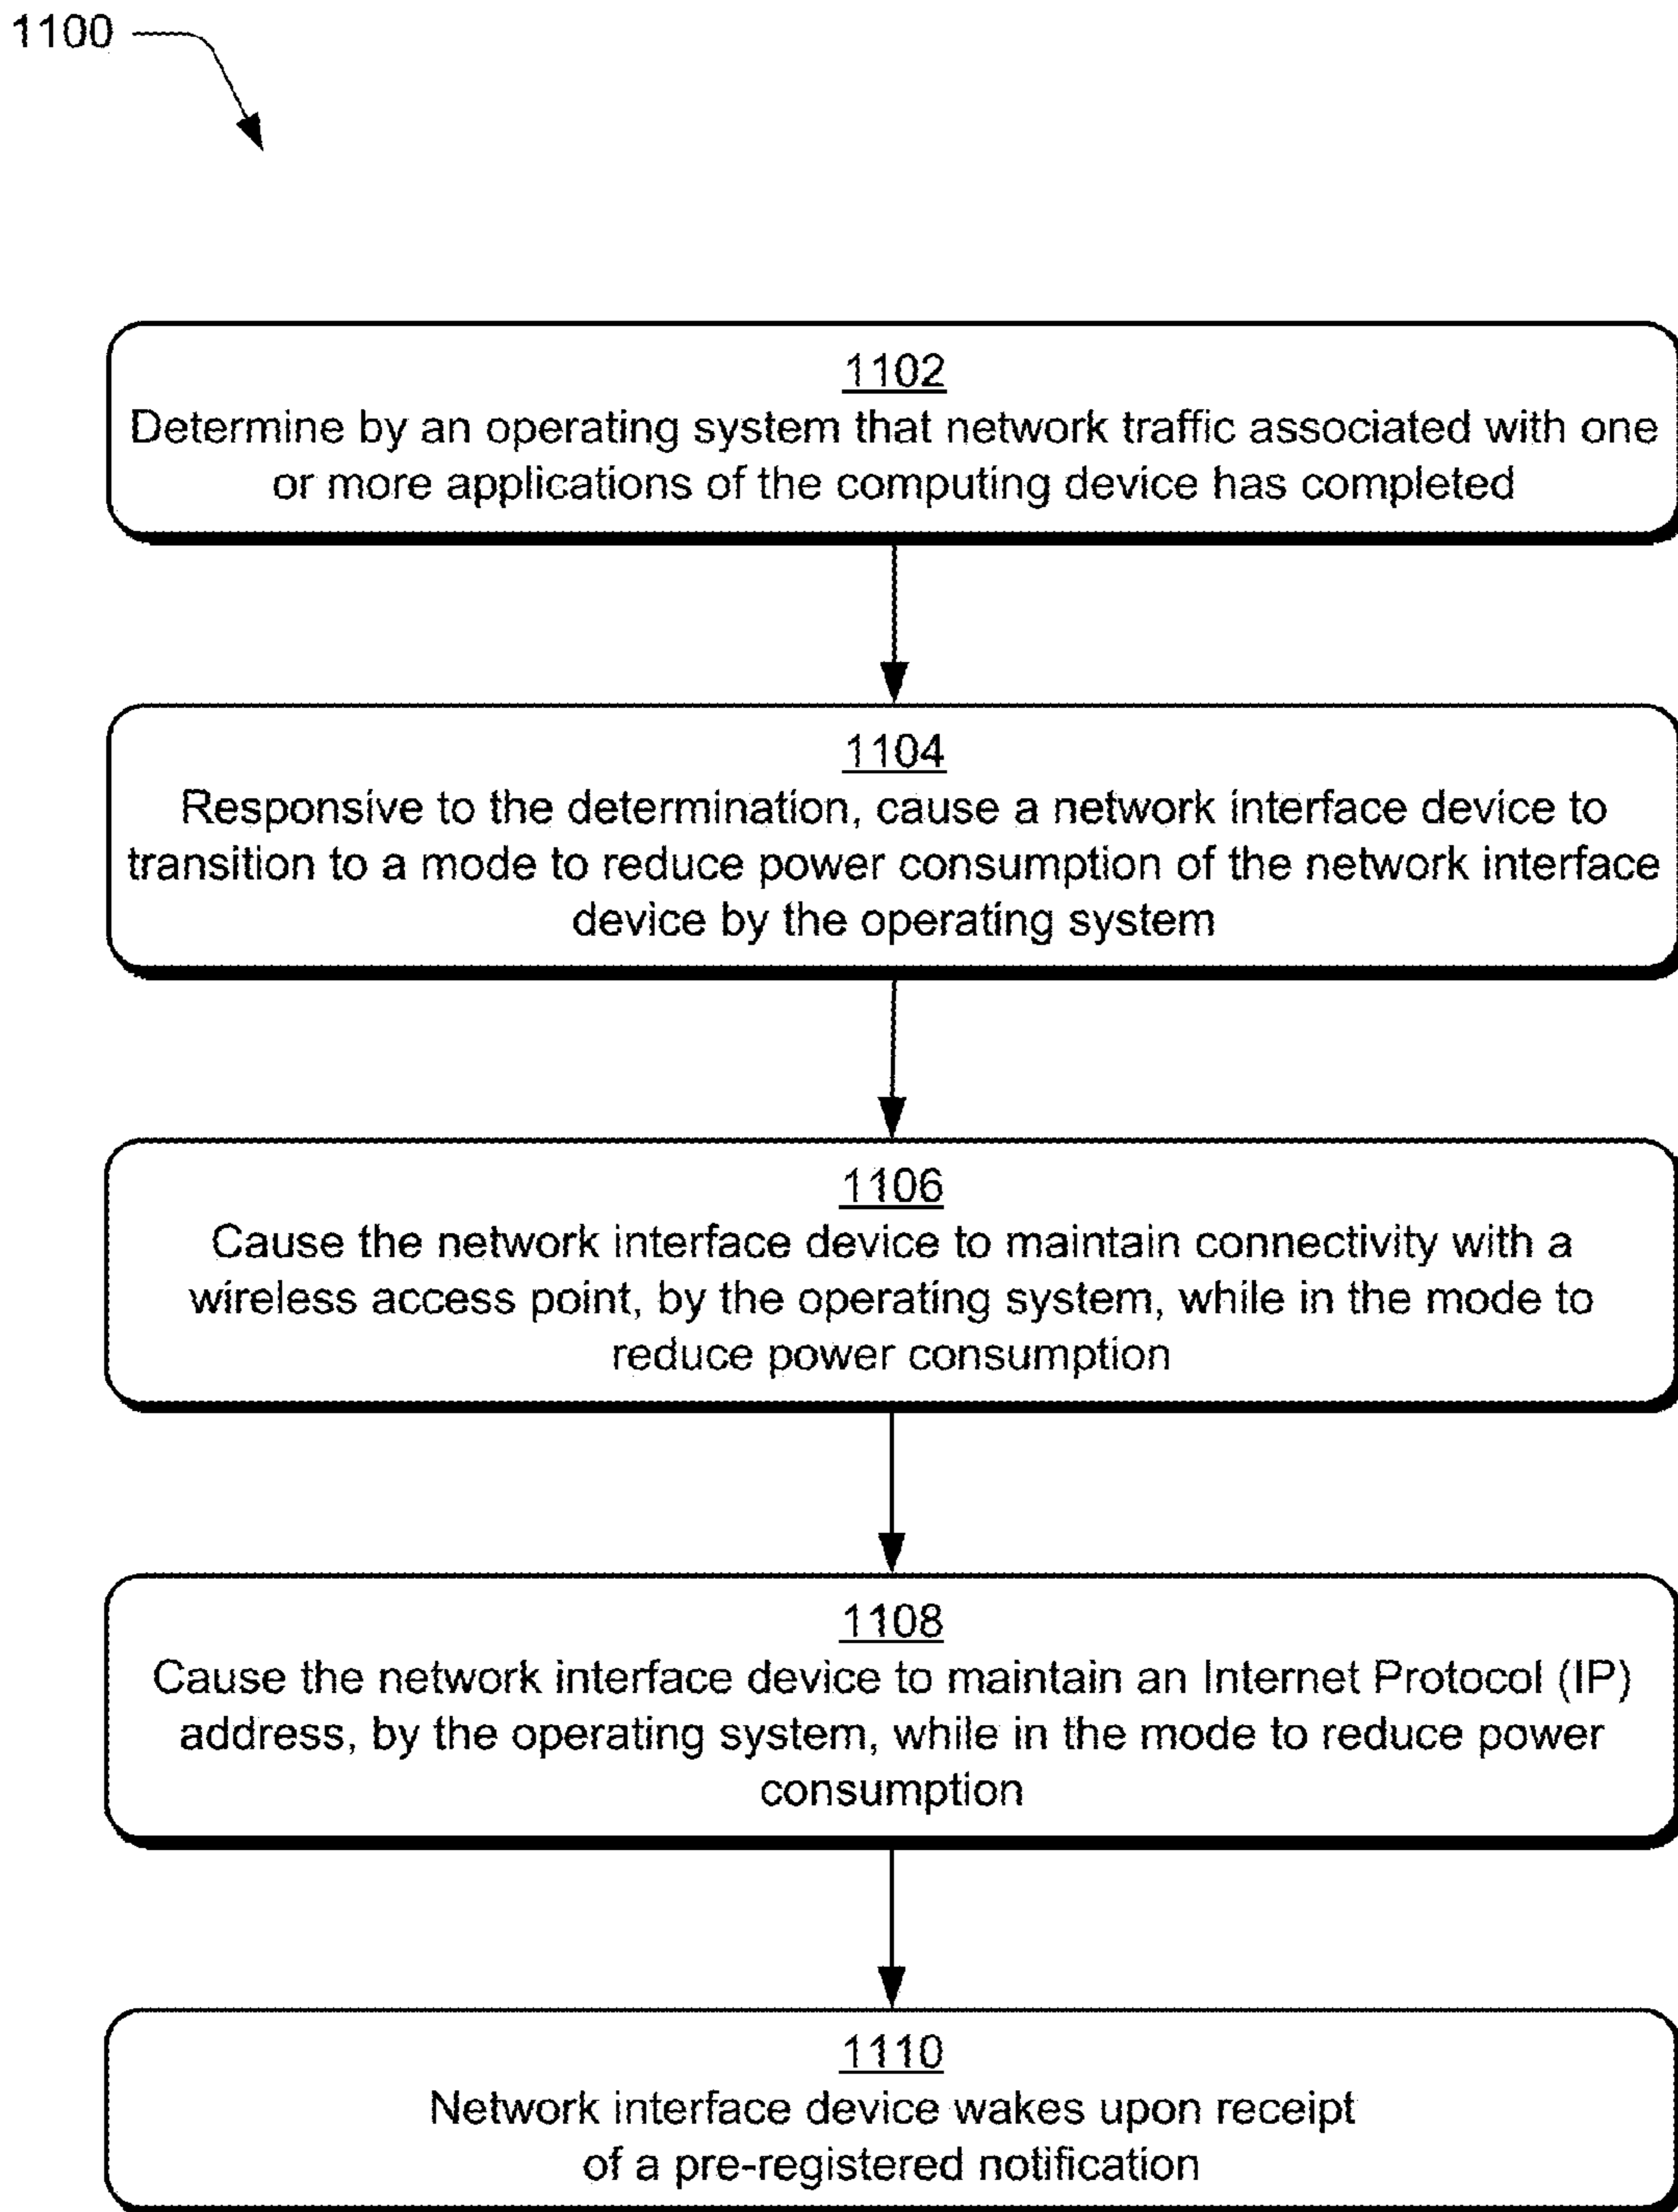 1100
1102
Determine by an operating system that network traffic associated with one
or more applications of the computing device has completed
1104
Responsive to the determination, cause a network interface device to
transition to a mode to reduce power consumption of the network interface
device by the operating system
1106
Cause the network interface device to maintain connectivity with a
wireless access point, by the operating system, while in the mode to
reduce power consumption
1108
Cause the network interface device to maintain an Internet Protocol (IP)
address, by the operating system, while in the mode to reduce power
consumption
1110
Network interface device wakes upon receipt
of a pre-registered notification